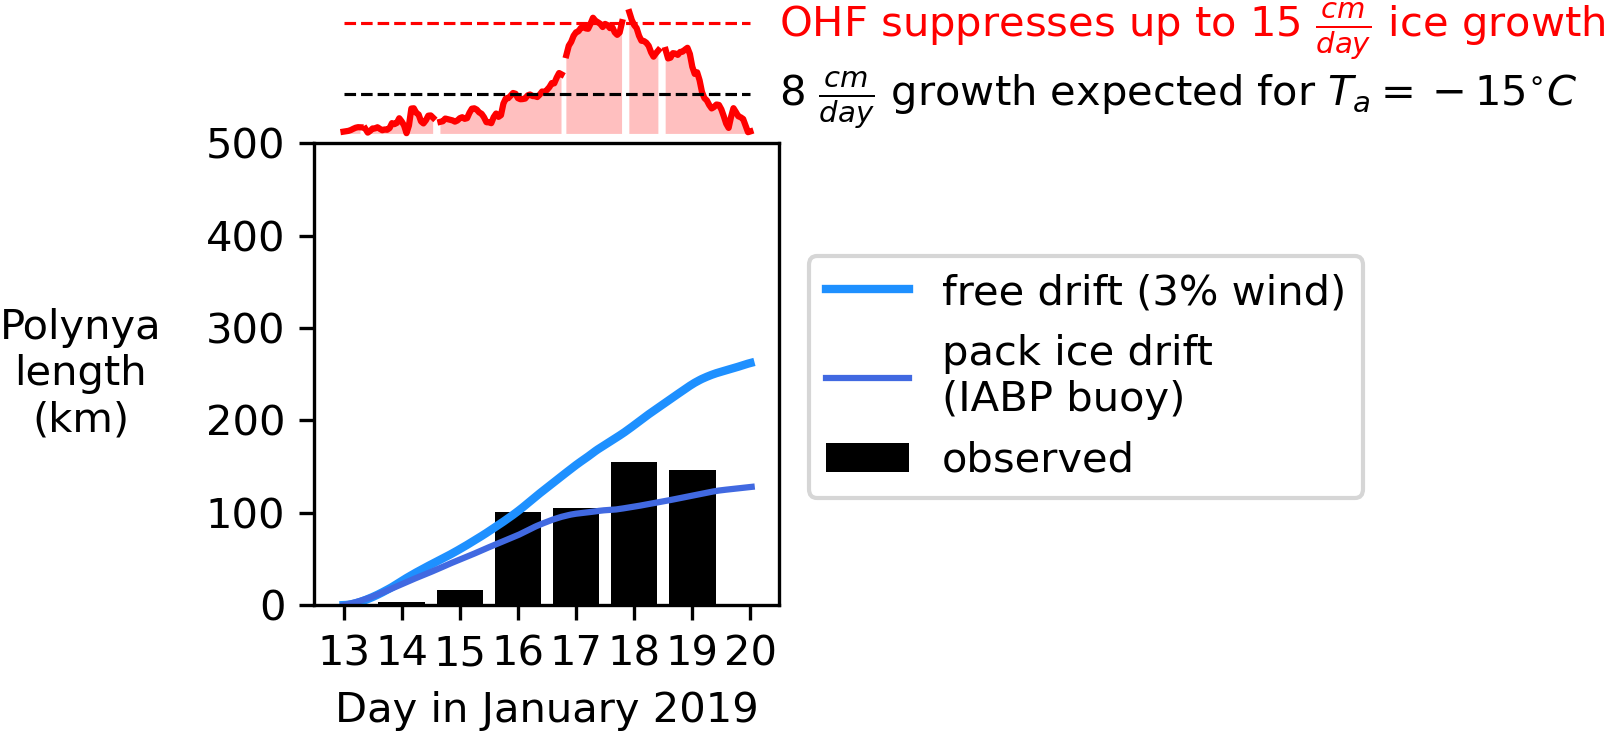 OHF suppresses up to 15 cm/day ice growth
8 cm/day growth expected for Tₐ = −15°C
500
400
300
200
100
0
Polynya
length
(km)
free drift (3% wind)
pack ice drift
(IABP buoy)
observed
13 14 15 16 17 18 19 20
Day in January 2019